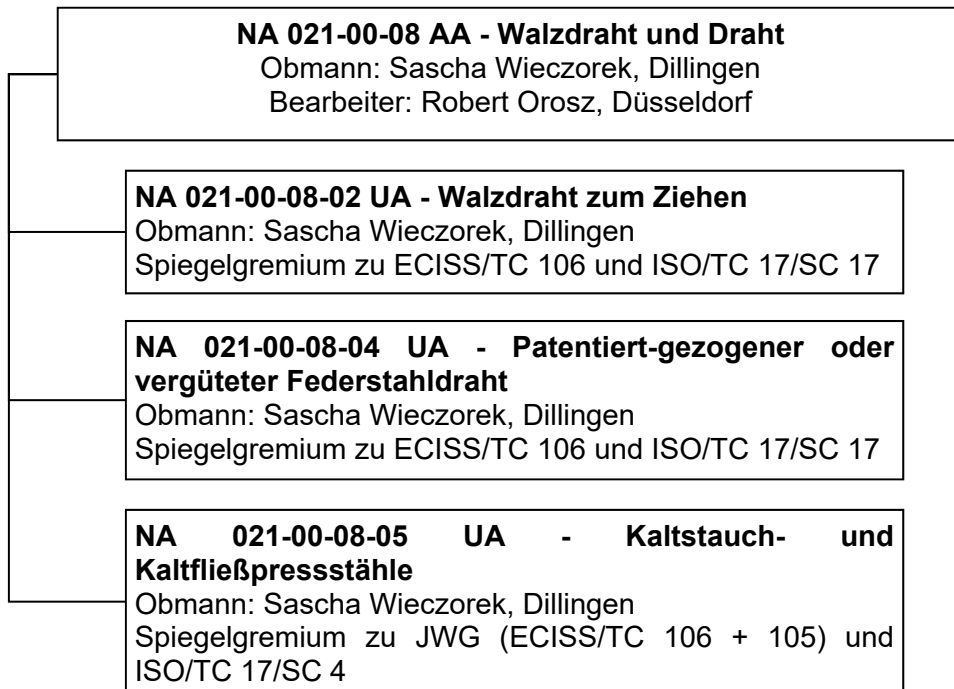 NA 021-00-08 AA - Walzdraht und Draht
Obmann: Sascha Wieczorek, Dillingen
Bearbeiter: Robert Orosz, Düsseldorf
NA 021-00-08-02 UA - Walzdraht zum Ziehen
Obmann: Sascha Wieczorek, Dillingen
Spiegelgremium zu ECISS/TC 106 und ISO/TC 17/SC 17
NA 021-00-08-04 UA - Patentiert-gezogener oder
vergüteter Federstahldraht
Obmann: Sascha Wieczorek, Dillingen
Spiegelgremium zu ECISS/TC 106 und ISO/TC 17/SC 17
NA 021-00-08-05 UA - Kaltstauch- und
Kaltfließpressstähle
Obmann: Sascha Wieczorek, Dillingen
Spiegelgremium zu JWG (ECISS/TC 106 + 105) und
ISO/TC 17/SC 4